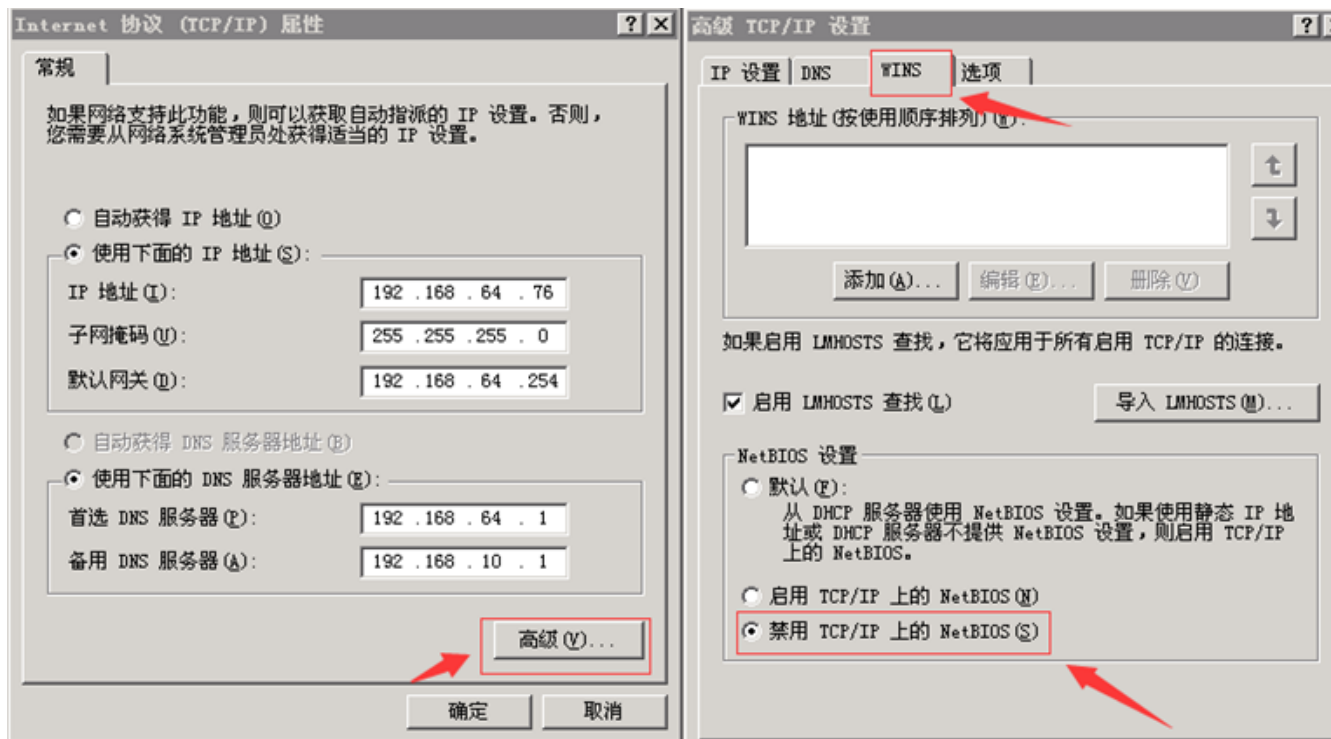 Internet 协议 (TCP/IP) 属性
常规
如果网络支持此功能，则可以获取自动指派的 IP 设置。否则，
您需要从网络系统管理员处获得适当的 IP 设置。
自动获得 IP 地址(O)
使用下面的 IP 地址(S):
IP 地址(I): 192 .168 . 64 . 76
子网掩码(U): 255 .255 .255 . 0
默认网关(D): 192 .168 . 64 .254
自动获得 DNS 服务器地址(B)
使用下面的 DNS 服务器地址(E):
首选 DNS 服务器(P): 192 .168 . 64 . 1
备用 DNS 服务器(A): 192 .168 . 10 . 1
高级(V)...
确定 取消
高级 TCP/IP 设置
IP 设置 DNS WINS 选项
WINS 地址(按使用顺序排列)(W):
添加(A)... 编辑(E)... 删除(V)
如果启用 LMHOSTS 查找，它将应用于所有启用 TCP/IP 的连接。
启用 LMHOSTS 查找(L) 导入 LMHOSTS(M)...
NetBIOS 设置
默认(F):
从 DHCP 服务器使用 NetBIOS 设置。如果使用静态 IP 地
址或 DHCP 服务器不提供 NetBIOS 设置，则启用 TCP/IP
上的 NetBIOS。
启用 TCP/IP 上的 NetBIOS(N)
禁用 TCP/IP 上的 NetBIOS(S)